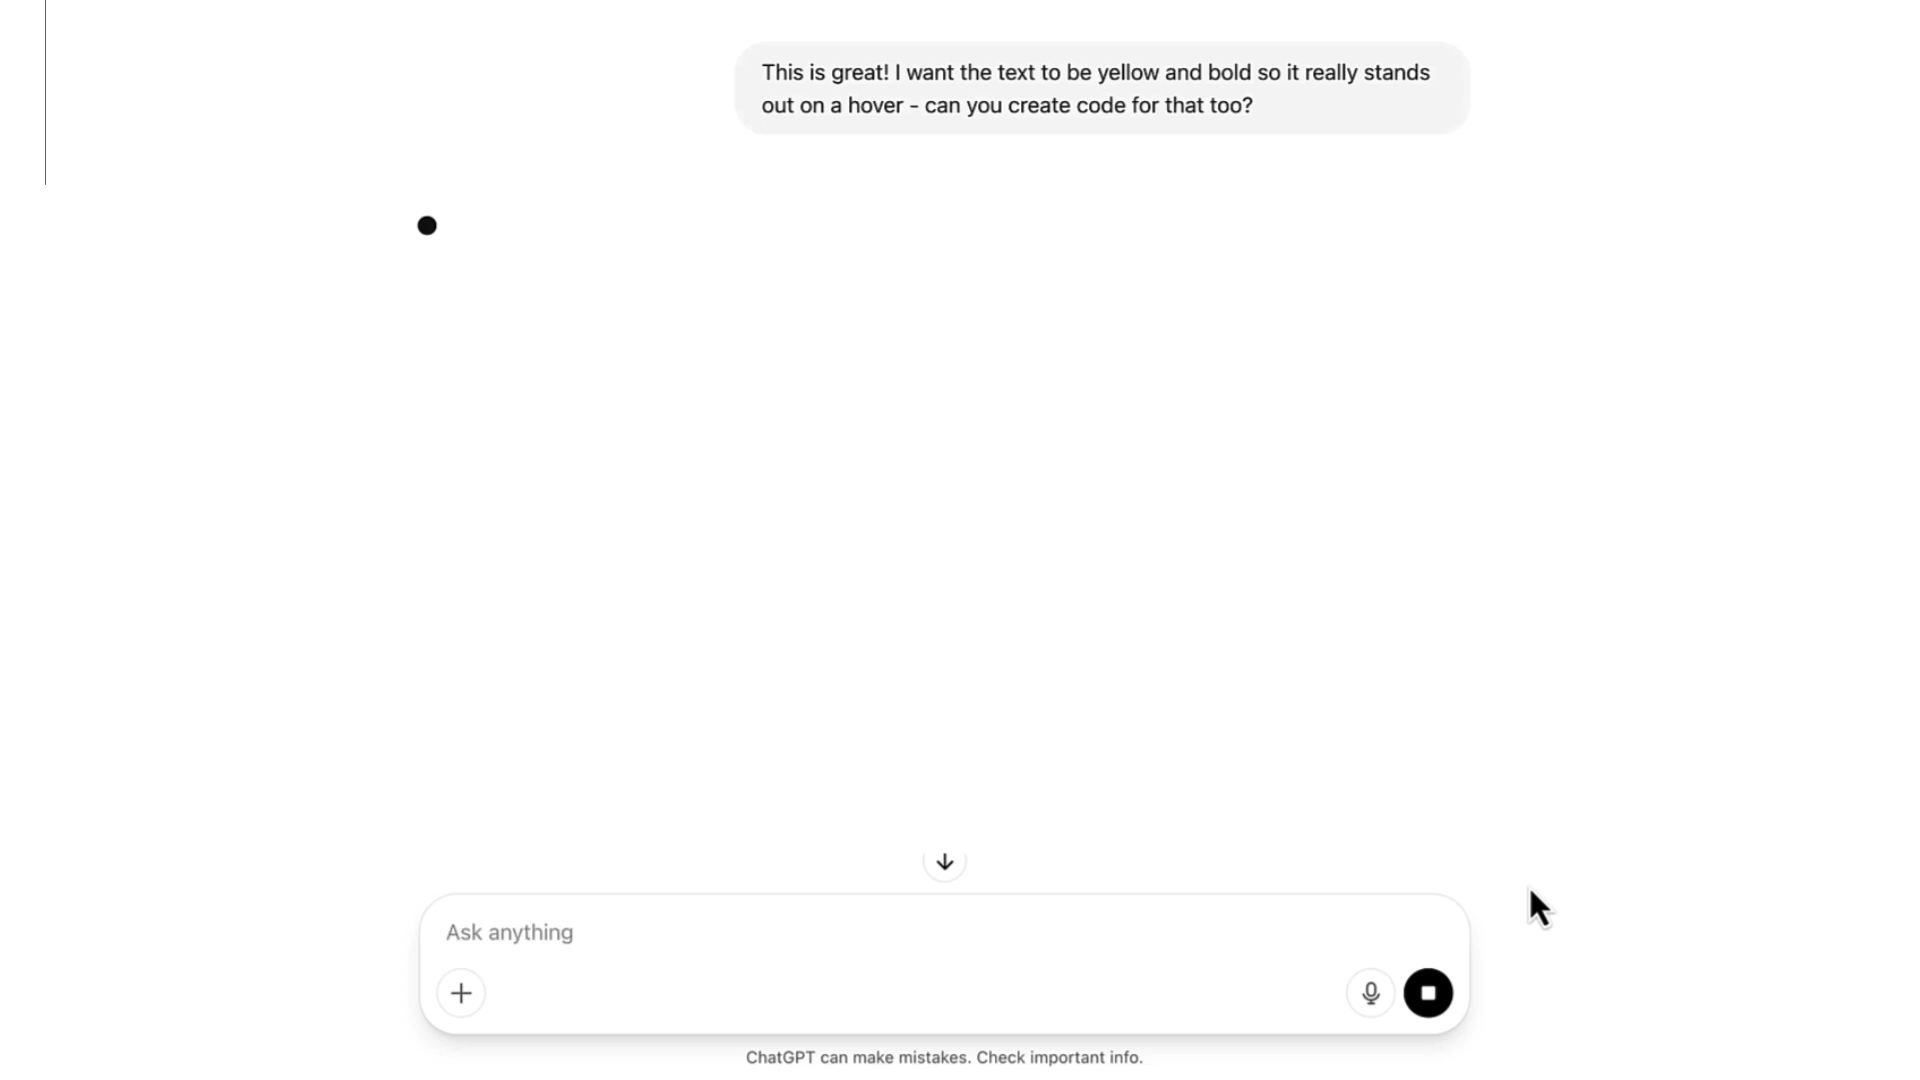 This is great! I want the text to be yellow and bold so it really stands
out on a hover - can you create code for that too?
Ask anything
ChatGPT can make mistakes. Check important info.